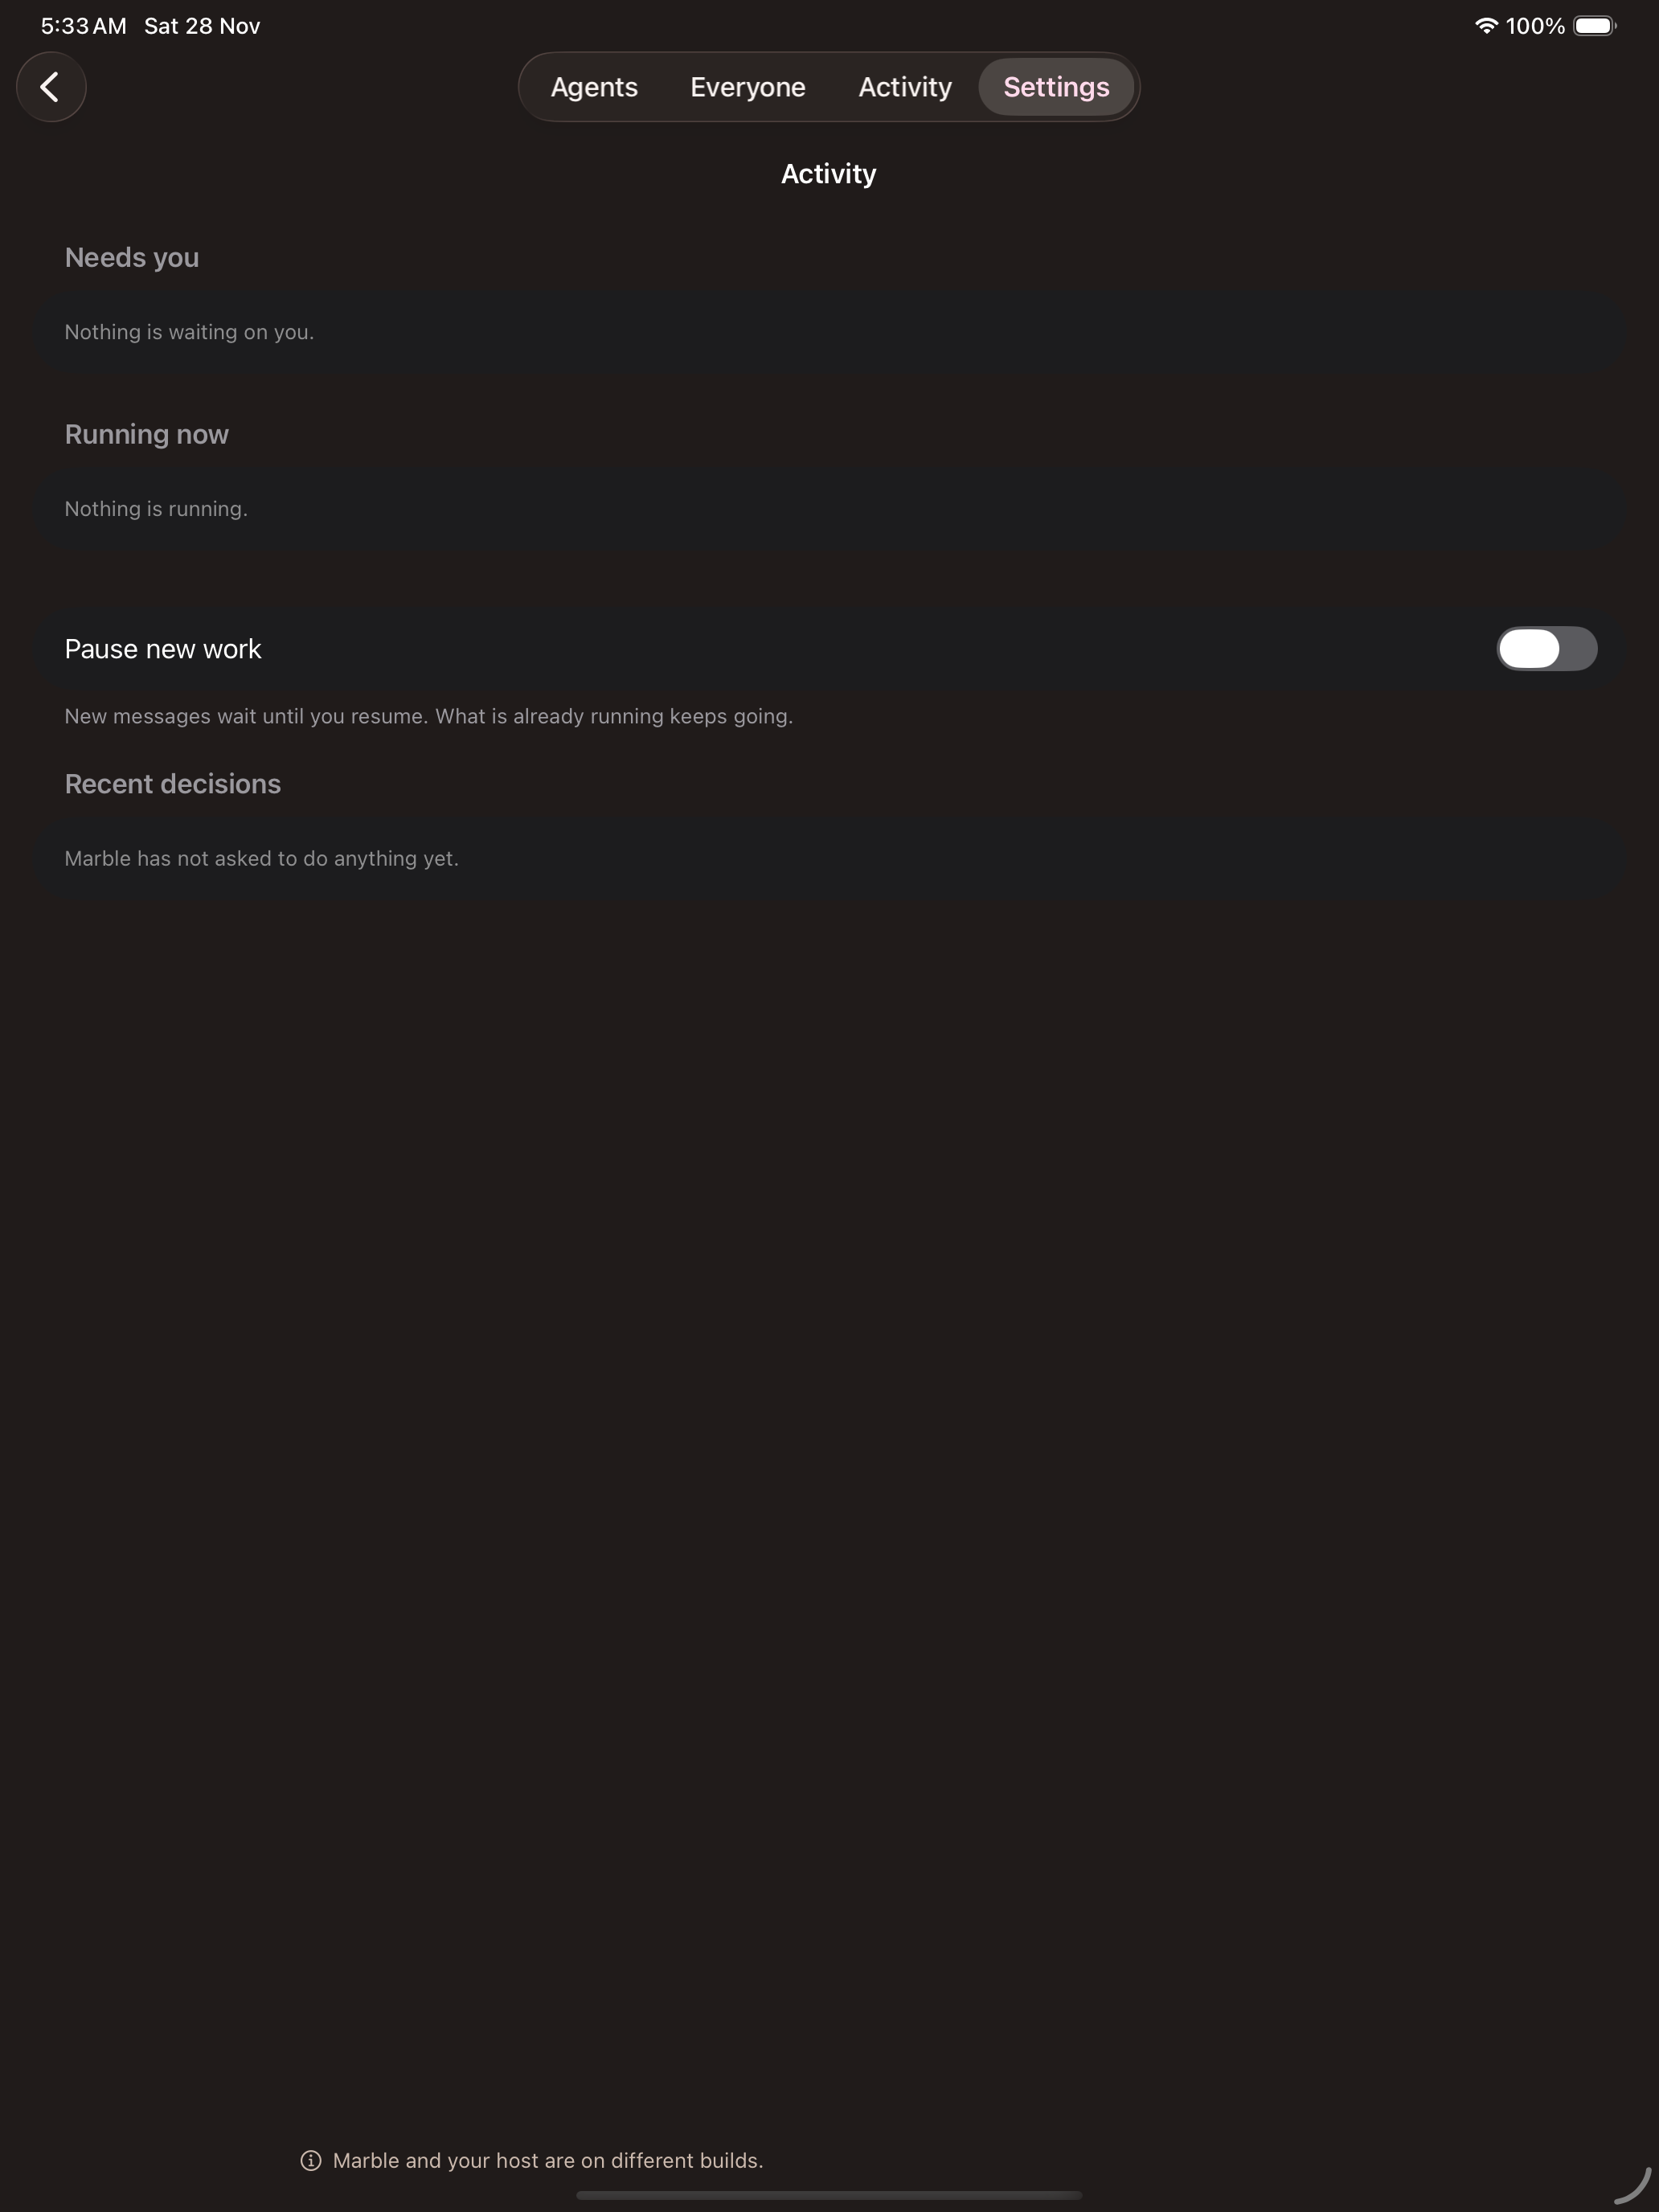 5:33 AM Sat 28 Nov
100%
Agents Everyone Activity Settings
Activity
Needs you
Nothing is waiting on you.
Running now
Nothing is running.
Pause new work
New messages wait until you resume. What is already running keeps going.
Recent decisions
Marble has not asked to do anything yet.
Marble and your host are on different builds.